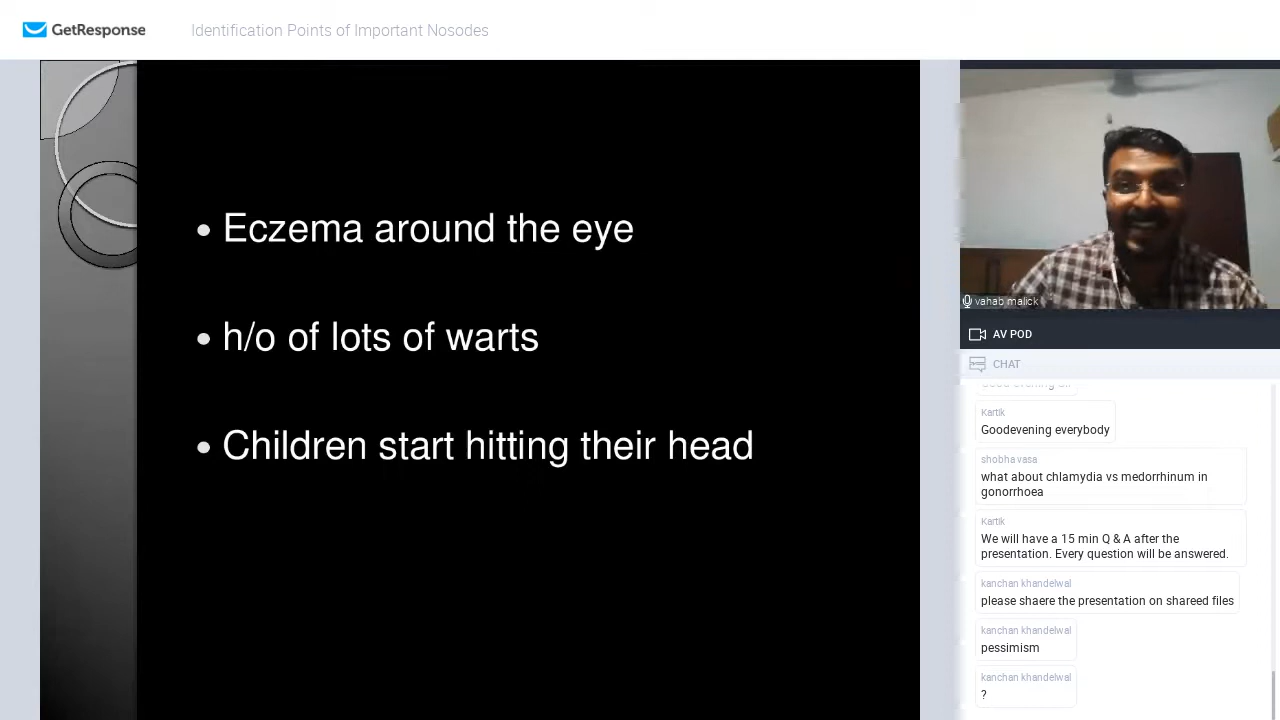 GetResponse
Identification Points of Important Nosodes
• Eczema around the eye
• h/o of lots of warts
• Children start hitting their head
vahab malick
AV POD
CHAT
Kartik
Goodevening everybody
shobha vasa
what about chlamydia vs medorrhinum in
gonorrhoea
Kartik
We will have a 15 min Q & A after the
presentation. Every question will be answered.
kanchan khandelwal
please shaere the presentation on shareed files
kanchan khandelwal
pessimism
kanchan khandelwal
?